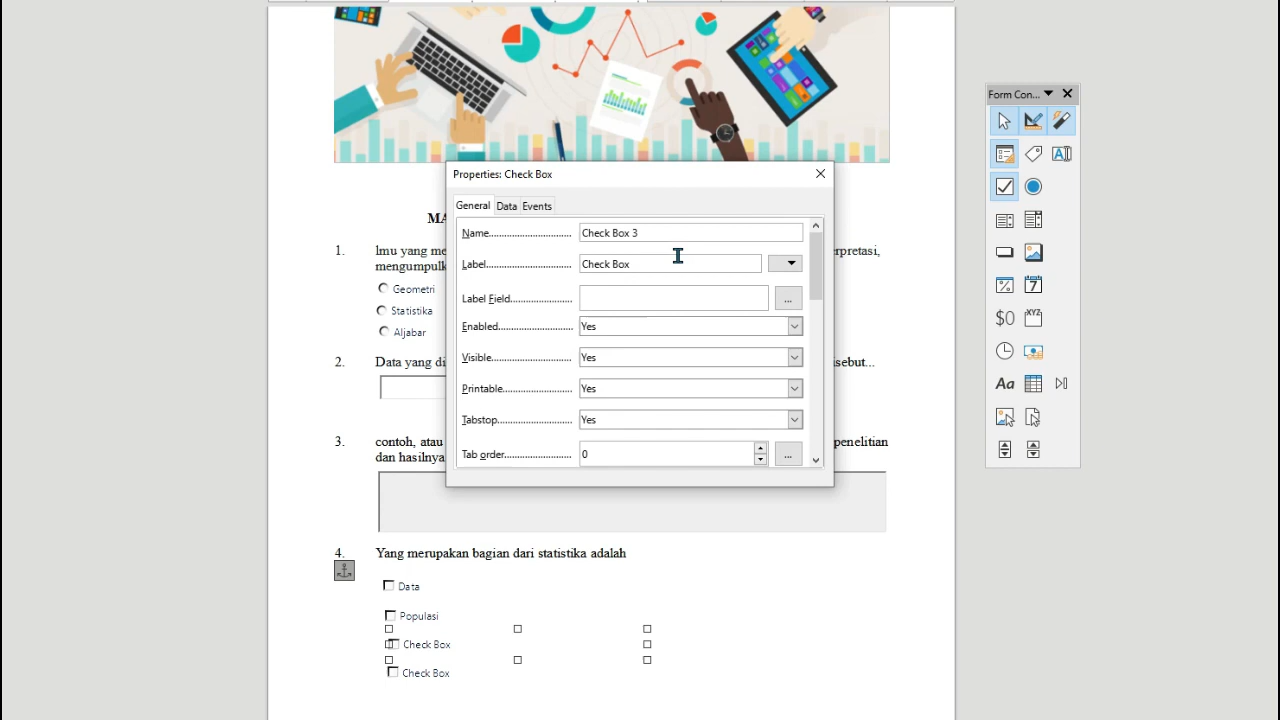 Form Con...
Properties: Check Box
General Data Events
Name
Check Box 3
Label
Check Box
Label Field
...
Enabled
Yes
Visible
Yes
Printable
Yes
Tabstop
Yes
Tab order
0
...
MA
1. lmu yang me
erpretasi,
mengumpulk
Geometri
Statistika
Aljabar
2. Data yang di
sebut...
3. contoh, atau
penelitian
dan hasilnya
4. Yang merupakan bagian dari statistika adalah
Data
Populasi
Check Box
Check Box
$0 XYZ
Aa